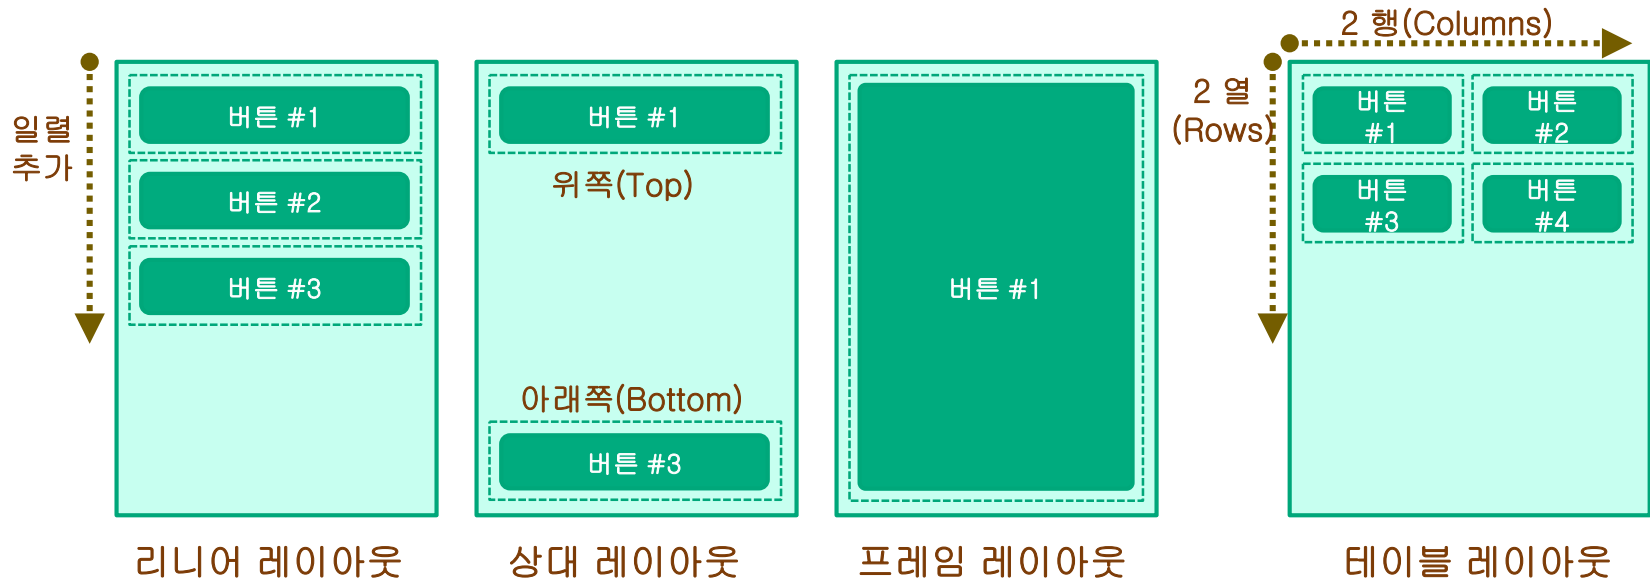 일렬
추가
버튼 #1
버튼 #2
버튼 #3
리니어 레이아웃
버튼 #1
위쪽(Top)
아래쪽(Bottom)
버튼 #3
상대 레이아웃
버튼 #1
프레임 레이아웃
2 행(Columns)
2 열
(Rows)
버튼
#1
버튼
#2
버튼
#3
버튼
#4
테이블 레이아웃